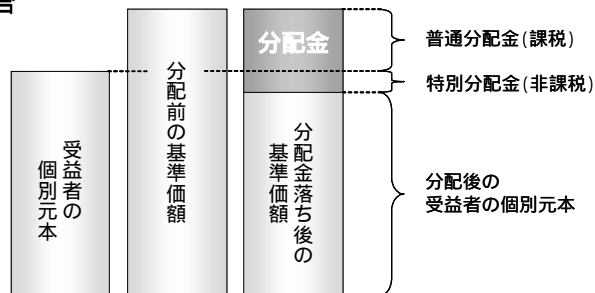 受益者の
個別元本
分配前の基準価額
分配金
分配金落ち後の
基準価額
普通分配金(課税)
特別分配金(非課税)
分配後の
受益者の個別元本